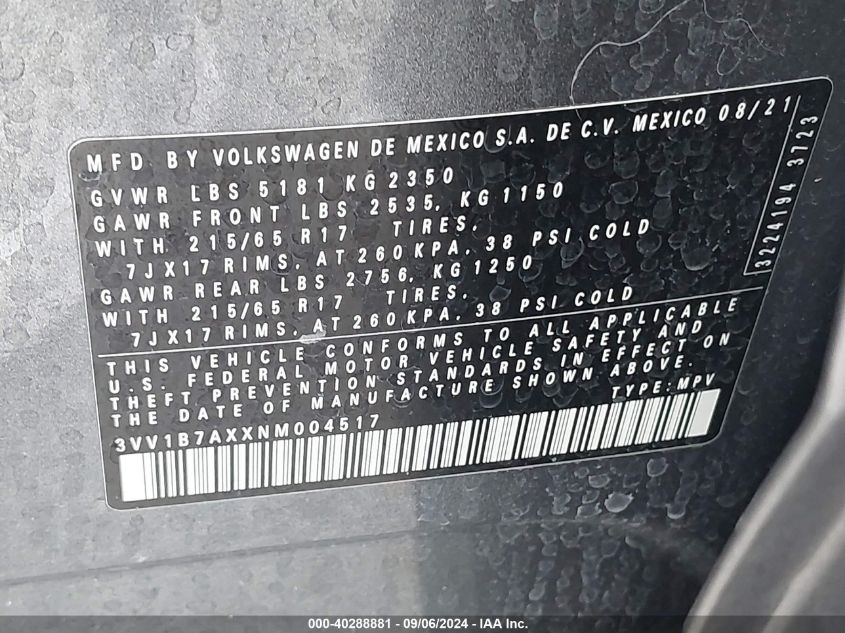 MFD BY VOLKSWAGEN DE MEXICO S.A. DE C.V. MEXICO 08/21
GVWR LBS 5181 KG 2350
GAWR FRONT LBS 2535, KG 1150
WITH 215/65 R17 TIRES,
7JX17 RIMS, AT 260 KPA, 38 PSI COLD
GAWR REAR LBS 2756, KG 1250
WITH 215/65 R17 TIRES,
7JX17 RIMS, AT 260 KPA, 38 PSI COLD
3224194 3723
THIS VEHICLE CONFORMS TO ALL APPLICABLE
U.S. FEDERAL MOTOR VEHICLE SAFETY AND
THEFT PREVENTION STANDARDS IN EFFECT ON
THE DATE OF MANUFACTURE SHOWN ABOVE.
3VV1B7AXXNM004517 TYPE: MPV
000-40288881 - 09/06/2024 - IAA Inc.